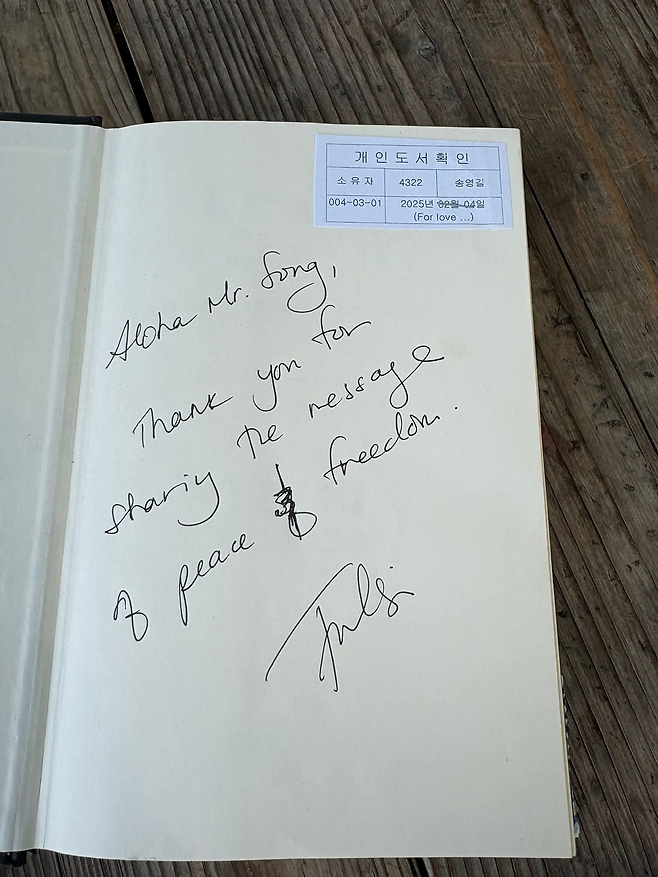 개인도서확인
소유자 4322 송영길
004-03-01 2025년 02월 04일
(For love ...)
Aloha Mr. Song,
Thank you for
sharing the message
of peace & freedom.
Tulsi